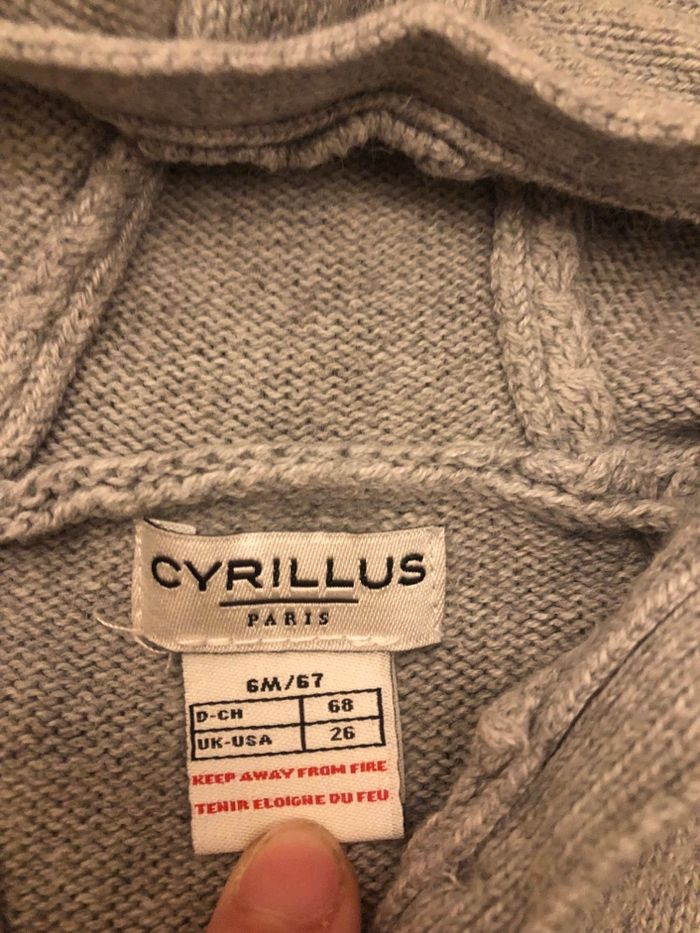 CYRILLUS
PARIS
6M/67
D-CH 68
UK-USA 26
KEEP AWAY FROM FIRE
TENIR ELOIGNE DU FEU